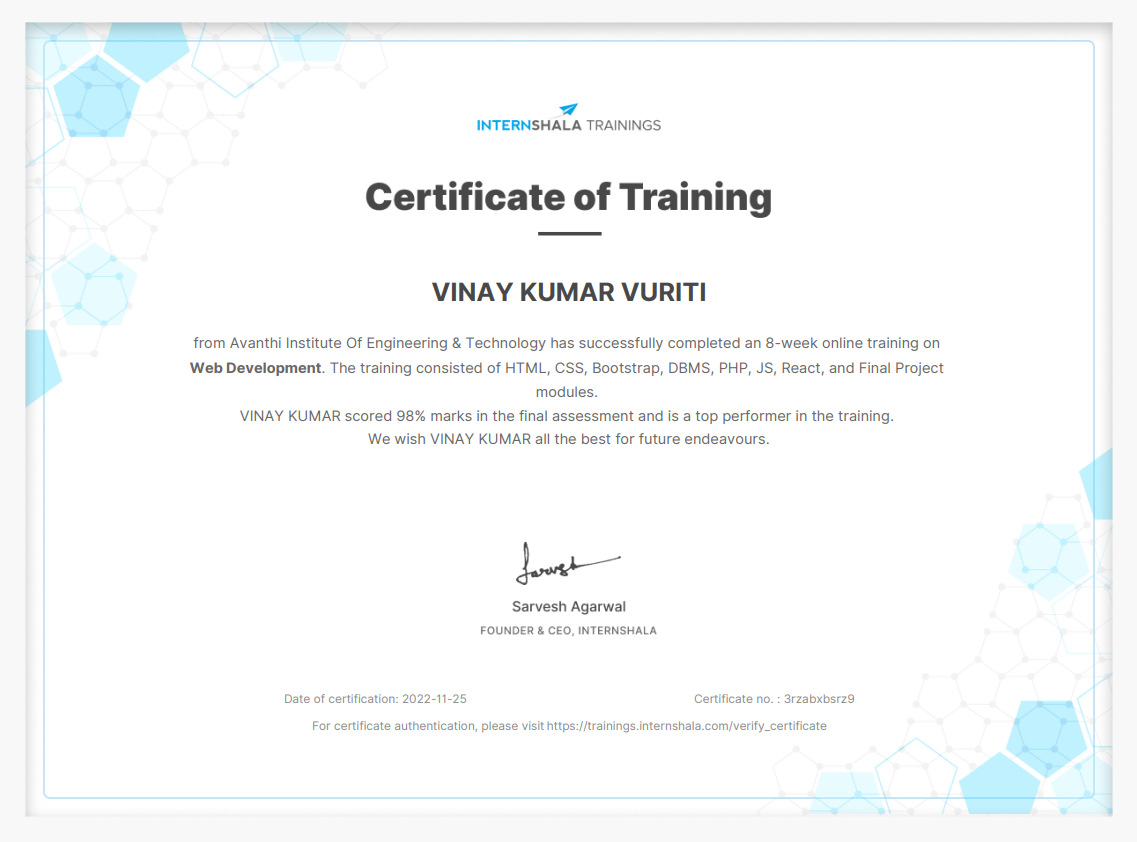 INTERNSHALA TRAININGS
Certificate of Training
VINAY KUMAR VURITI
from Avanthi Institute Of Engineering & Technology has successfully completed an 8-week online training on
Web Development. The training consisted of HTML, CSS, Bootstrap, DBMS, PHP, JS, React, and Final Project
modules.
VINAY KUMAR scored 98% marks in the final assessment and is a top performer in the training.
We wish VINAY KUMAR all the best for future endeavours.
Sarvesh
Sarvesh Agarwal
FOUNDER & CEO, INTERNSHALA
Date of certification: 2022-11-25
Certificate no. : 3rzabxbsrz9
For certificate authentication, please visit https://trainings.internshala.com/verify_certificate